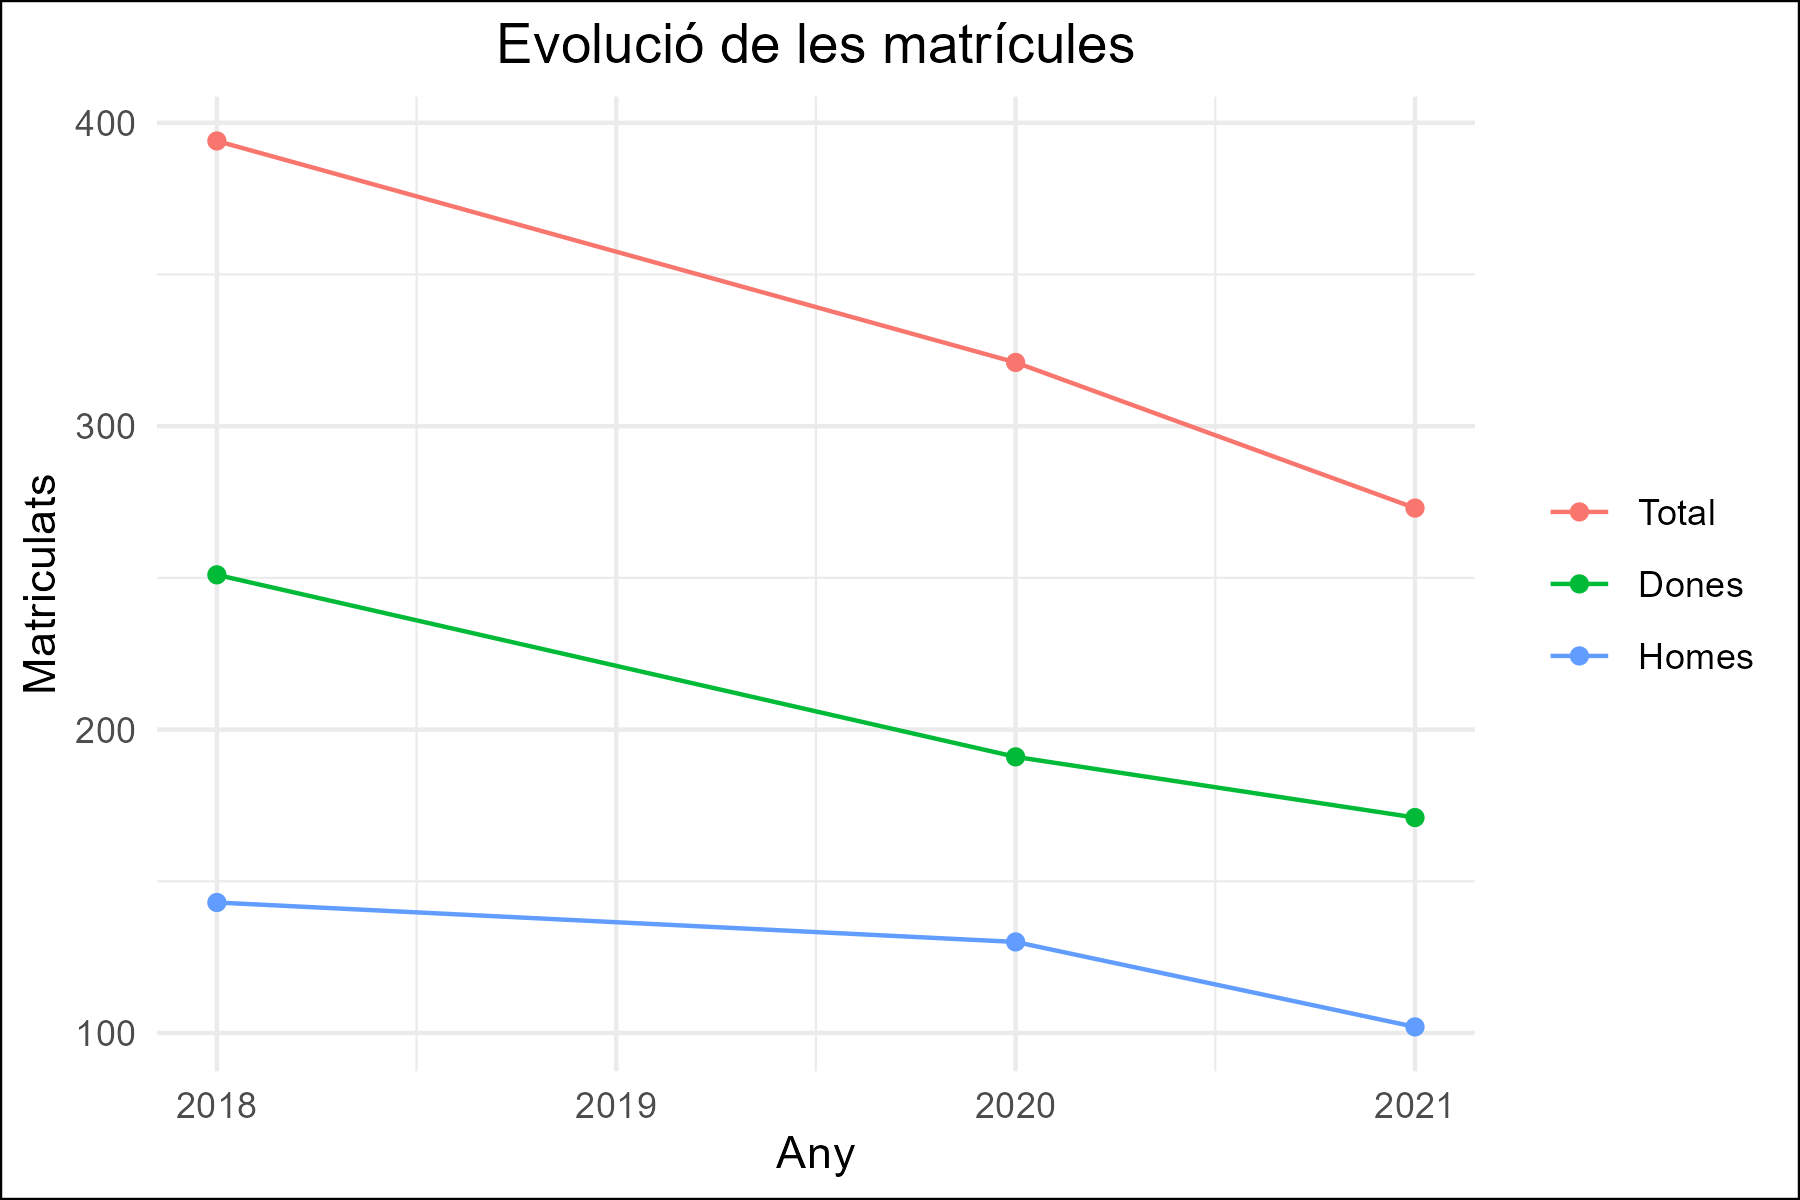 Evolució de les matrícules
400
300
200
100
Matriculats
2018 2019 2020 2021
Any
Total
Dones
Homes